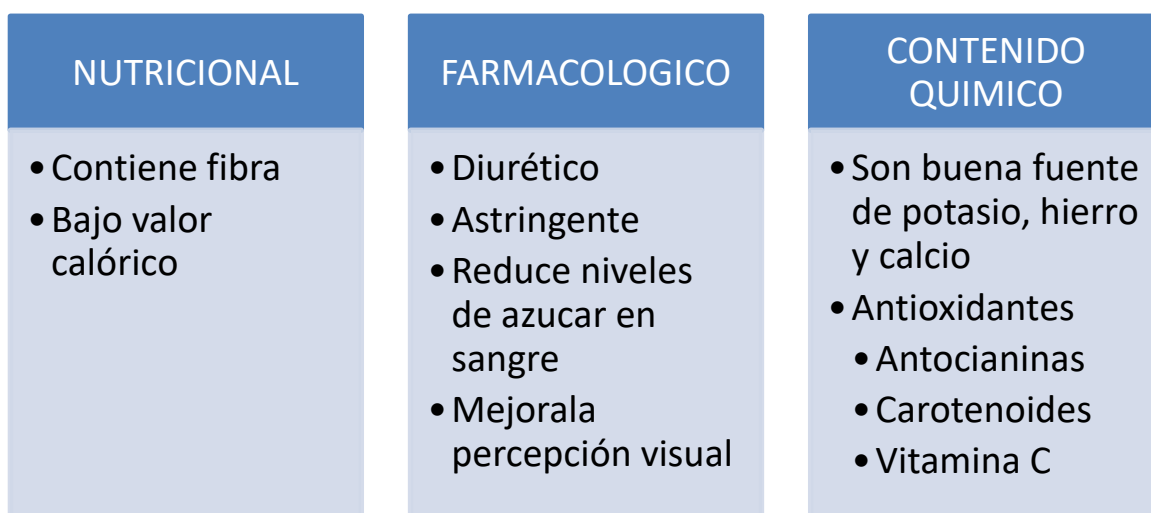 NUTRICIONAL
• Contiene fibra
• Bajo valor
calórico
FARMACOLOGICO
• Diurético
• Astringente
• Reduce niveles
de azucar en
sangre
• Mejorala
percepción visual
CONTENIDO
QUIMICO
• Son buena fuente
de potasio, hierro
y calcio
• Antioxidantes
• Antocianinas
• Carotenoides
• Vitamina C